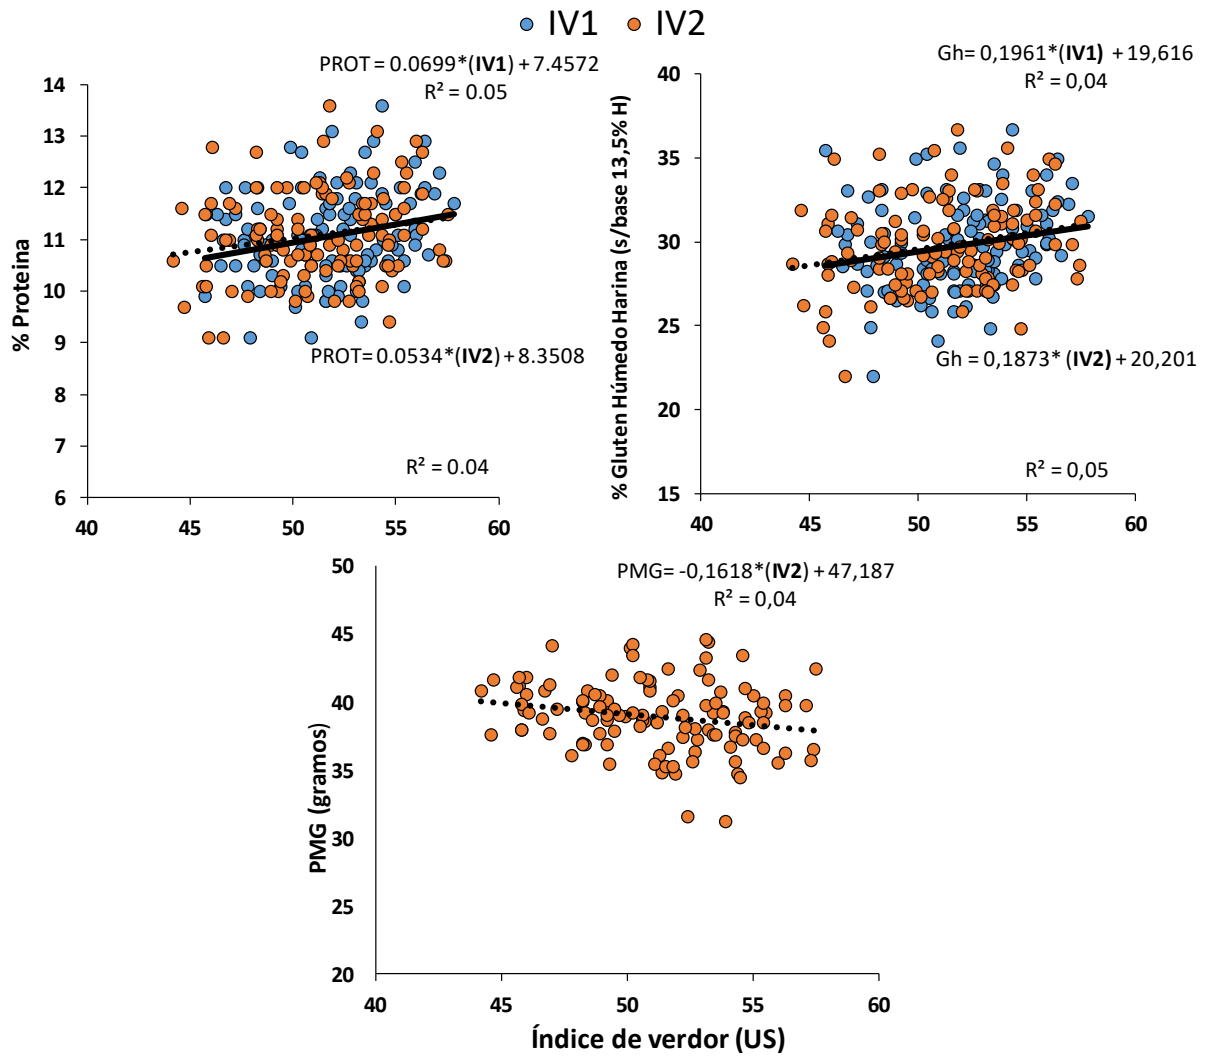 IV1 IV2
PROT = 0.0699*(IV1) + 7.4572
R² = 0.05
14
13
12
11
10
9
8
7
6
% Proteina
PROT= 0.0534*(IV2) + 8.3508
R² = 0.04
40 45 50 55 60
Gh= 0,1961*(IV1) + 19,616
R² = 0,04
40
35
30
25
20
15
% Gluten Húmedo Harina (s/base 13,5% H)
Gh = 0,1873* (IV2) + 20,201
R² = 0,05
40 45 50 55 60
PMG= -0,1618*(IV2) + 47,187
R² = 0,04
50
45
40
35
30
25
20
PMG (gramos)
40 45 50 55 60
Índice de verdor (US)